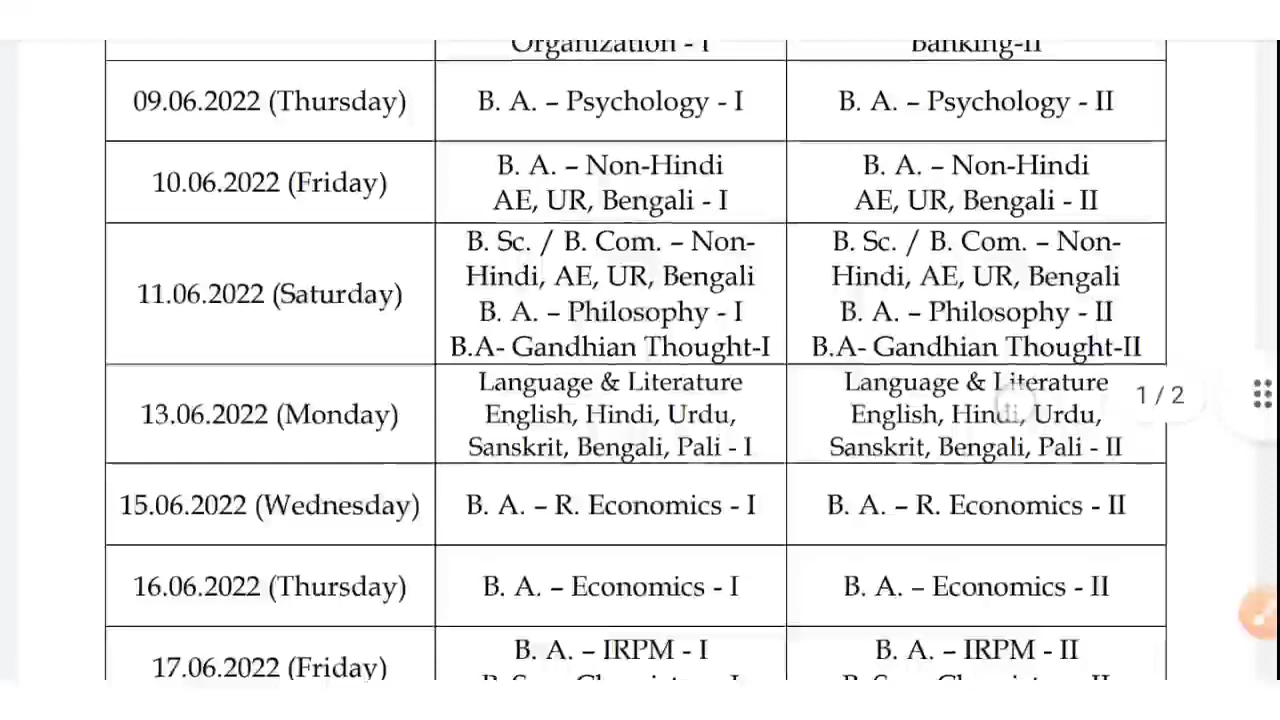 Organization - I
Banking-II
09.06.2022 (Thursday)
B. A. – Psychology - I
B. A. – Psychology - II
10.06.2022 (Friday)
B. A. – Non-Hindi
AE, UR, Bengali - I
B. A. – Non-Hindi
AE, UR, Bengali - II
11.06.2022 (Saturday)
B. Sc. / B. Com. – Non-
Hindi, AE, UR, Bengali
B. A. – Philosophy - I
B.A- Gandhian Thought-I
B. Sc. / B. Com. – Non-
Hindi, AE, UR, Bengali
B. A. – Philosophy - II
B.A- Gandhian Thought-II
13.06.2022 (Monday)
Language & Literature
English, Hindi, Urdu,
Sanskrit, Bengali, Pali - I
Language & Literature
English, Hindi, Urdu,
Sanskrit, Bengali, Pali - II
1 / 2
15.06.2022 (Wednesday)
B. A. – R. Economics - I
B. A. – R. Economics - II
16.06.2022 (Thursday)
B. A. – Economics - I
B. A. – Economics - II
17.06.2022 (Friday)
B. A. – IRPM - I
B. A. – IRPM - II